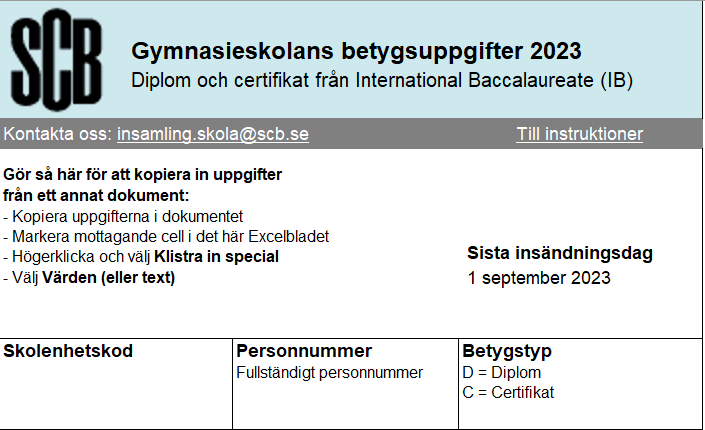 SCB
Gymnasieskolans betygsuppgifter 2023
Diplom och certifikat från International Baccalaureate (IB)
Kontakta oss: insamling.skola@scb.se
Till instruktioner
Gör så här för att kopiera in uppgifter
från ett annat dokument:
- Kopiera uppgifterna i dokumentet
- Markera mottagande cell i det här Excelbladet
- Högerklicka och välj Klistra in special
- Välj Värden (eller text)
Sista insändningsdag
1 september 2023
Skolenhetskod
Personnummer
Fullständigt personnummer
Betygstyp
D = Diplom
C = Certifikat